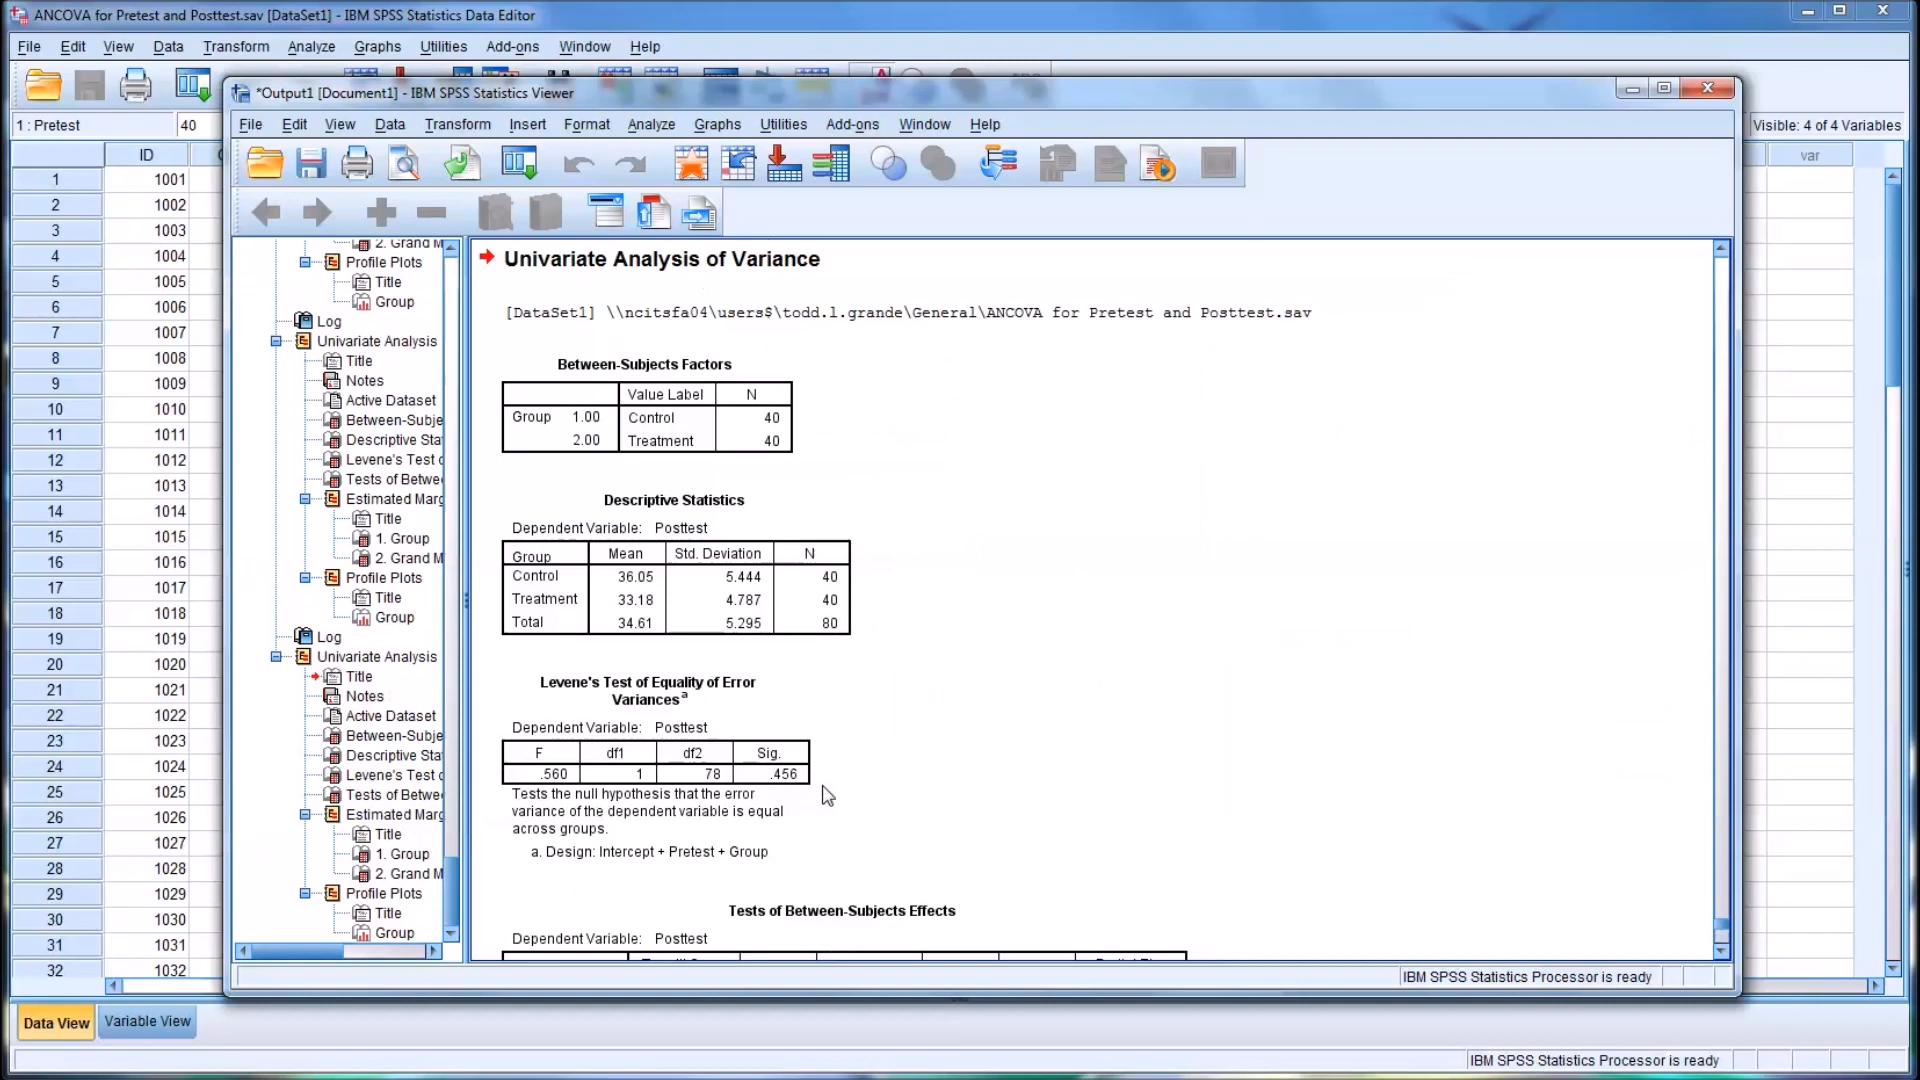 ANCOVA for Pretest and Posttest.sav [DataSet1] - IBM SPSS Statistics Data Editor
File Edit View Data Transform Analyze Graphs Utilities Add-ons Window Help
1 : Pretest 40 Visible: 4 of 4 Variables
ID var
1 1001
2 1002
3 1003
4 1004
5 1005
6 1006
7 1007
8 1008
9 1009
10 1010
11 1011
12 1012
13 1013
14 1014
15 1015
16 1016
17 1017
18 1018
19 1019
20 1020
21 1021
22 1022
23 1023
24 1024
25 1025
26 1026
27 1027
28 1028
29 1029
30 1030
31 1031
32 1032
*Output1 [Document1] - IBM SPSS Statistics Viewer
File Edit View Data Transform Insert Format Analyze Graphs Utilities Add-ons Window Help
2. Grand M
Profile Plots
Title
Group
Log
Univariate Analysis
Title
Notes
Active Dataset
Between-Subje
Descriptive Sta
Levene's Test o
Tests of Betwe
Estimated Marg
Title
1. Group
2. Grand M
Profile Plots
Title
Group
Log
Univariate Analysis
Title
Notes
Active Dataset
Between-Subje
Descriptive Sta
Levene's Test o
Tests of Betwe
Estimated Marg
Title
1. Group
2. Grand M
Profile Plots
Title
Group
Univariate Analysis of Variance
[DataSet1] \\ncitsfa04\users$\todd.l.grande\General\ANCOVA for Pretest and Posttest.sav
Between-Subjects Factors
Value Label N
Group 1.00 Control 40
2.00 Treatment 40
Descriptive Statistics
Dependent Variable: Posttest
Group Mean Std. Deviation N
Control 36.05 5.444 40
Treatment 33.18 4.787 40
Total 34.61 5.295 80
Levene's Test of Equality of Error
Variancesª
Dependent Variable: Posttest
F df1 df2 Sig.
.560 1 78 .456
Tests the null hypothesis that the error
variance of the dependent variable is equal
across groups.
a. Design: Intercept + Pretest + Group
Tests of Between-Subjects Effects
Dependent Variable: Posttest
IBM SPSS Statistics Processor is ready
Data View Variable View
IBM SPSS Statistics Processor is ready